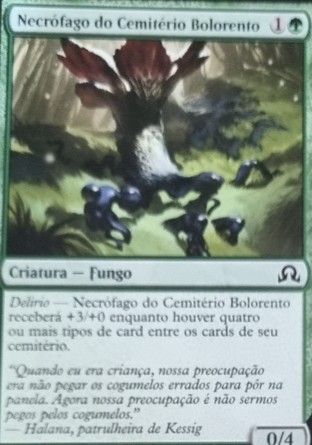 Necrófago do Cemitério Bolorento 1
Criatura — Fungo
Delírio — Necrófago do Cemitério Bolorento
receberá +3/+0 enquanto houver quatro
ou mais tipos de card entre os cards de seu
cemitério.
“Quando eu era criança, nossa preocupação
era não pegar os cogumelos errados para pôr na
panela. Agora nossa preocupação é não sermos
pegos pelos cogumelos.”
— Halana, patrulheira de Kessig
0/4